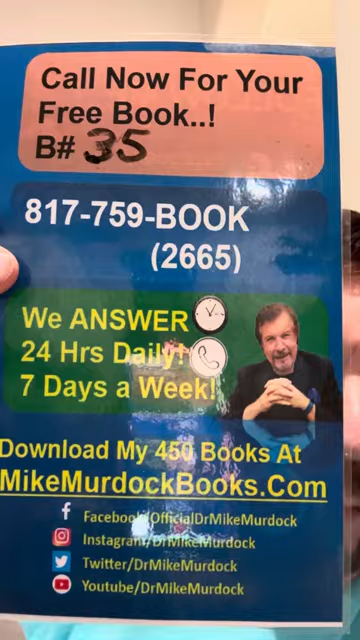 Call Now For Your
Free Book..!
B# 35
817-759-BOOK
(2665)
We ANSWER
24 Hrs Daily!
7 Days a Week!
Download My 450 Books At
MikeMurdockBooks.Com
Facebook/OfficialDrMikeMurdock
Instagram/DrMikeMurdock
Twitter/DrMikeMurdock
Youtube/DrMikeMurdock